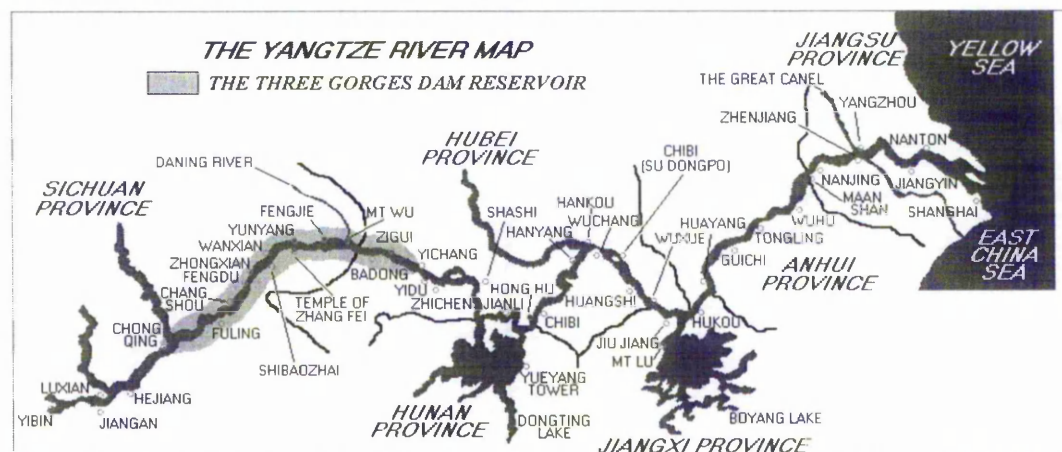 THE YANGTZE RIVER MAP
THE THREE GORGES DAM RESERVOIR
SICHUAN
PROVINCE
DANING RIVER
FENGJIE
YUNYANG
WANXIAN
ZHONGXIAN
FENGDU
CHANG
SHOU
CHONG
QING
LUXIAN
YIBIN
JIANGAN
HEJIANG
FULING
SHIBAOZHAI
TEMPLE OF
ZHANG FEI
MT WU
ZIGUI
BADONG
YICHANG
YIDU
ZHICHENG
HUBEI
PROVINCE
SHASHI
HANYANG
HANKOU
WUCHANG
CHIBI
(SU DONGPO)
JIANLI
HONG HU
CHIBI
HUANGSHI
WUXUE
YUEYANG
TOWER
DONGTING
LAKE
HUNAN
PROVINCE
JIU JIANG
MT LU
HUKOU
BOYANG LAKE
JIANGXI PROVINCE
HUAYANG
GUICHI
TONGLING
WUHU
ANHUI
PROVINCE
MAAN
SHAN
NANJING
JIANGSU
PROVINCE
THE GREAT CANEL
YANGZHOU
ZHENJIANG
NANTON
JIANGYIN
SHANGHAI
YELLOW
SEA
EAST
CHINA
SEA